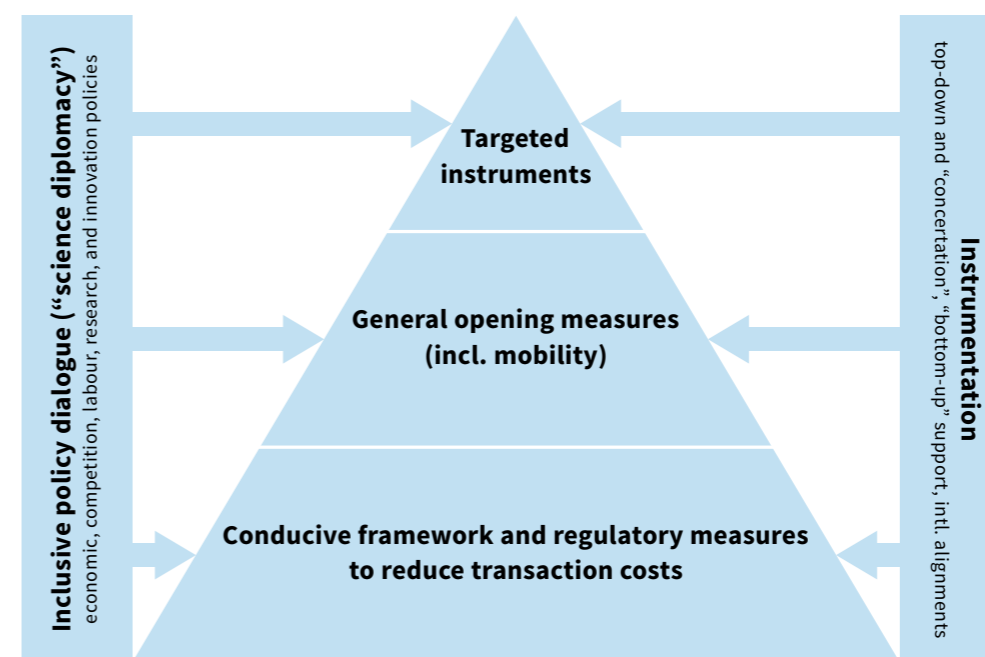 Inclusive policy dialogue (“science diplomacy”)
economic, competition, labour, research, and innovation policies
Targeted
instruments
General opening measures
(incl. mobility)
Conducive framework and regulatory measures
to reduce transaction costs
Instrumentation
top-down and “concertation”, “bottom-up” support, intl. alignments